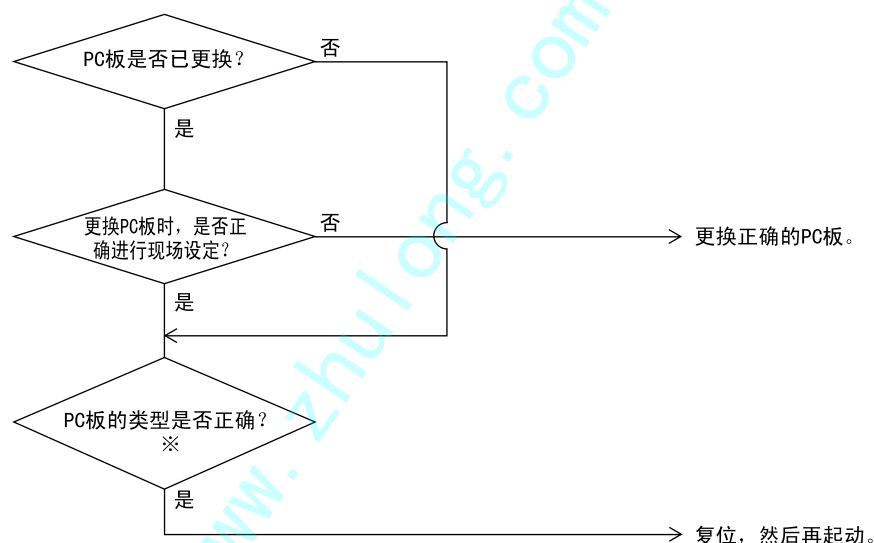 PC板是否已更换？
否
是
更换PC板时，是否正
确进行现场设定？
否
更换正确的PC板。
是
PC板的类型是否正确？
※
是
复位，然后再起动。
www.zhulong.com